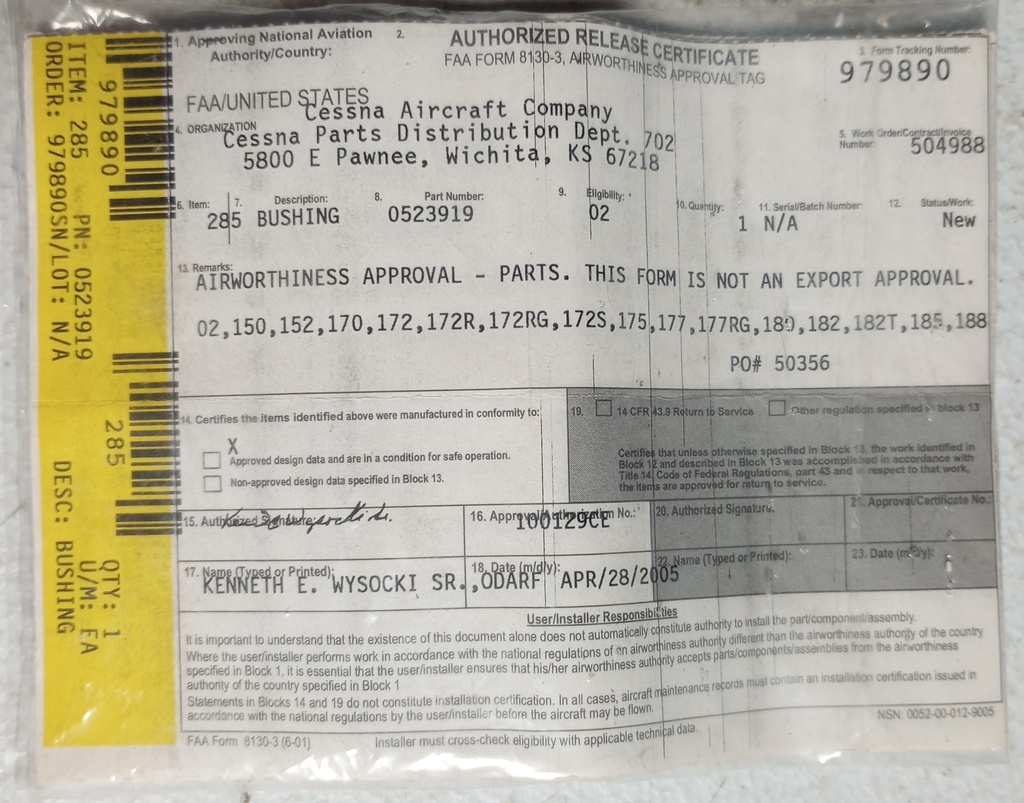 ITEM: 285 PN: 0523919
ORDER: 979890SN/LOT: N/A
979890
285
DESC: BUSHING
QTY: 1
U/M: EA
1. Approving National Aviation Authority/Country:
2.
AUTHORIZED RELEASE CERTIFICATE
FAA FORM 8130-3, AIRWORTHINESS APPROVAL TAG
3. Form Tracking Number:
979890
FAA/UNITED STATES
4. ORGANIZATION
Cessna Aircraft Company
Cessna Parts Distribution Dept. 702
5800 E Pawnee, Wichita, KS 67218
5. Work Order/Contract/Invoice Number:
504988
6. Item: 7. Description: 8. Part Number: 9. Eligibility: 10. Quantity: 11. Serial/Batch Number: 12. Status/Work:
285 BUSHING 0523919 02 1 N/A New
13. Remarks:
AIRWORTHINESS APPROVAL - PARTS. THIS FORM IS NOT AN EXPORT APPROVAL.
02,150,152,170,172,172R,172RG,172S,175,177,177RG,180,182,182T,185,188
PO# 50356
14. Certifies the items identified above were manufactured in conformity to:
X
Approved design data and are in a condition for safe operation.
Non-approved design data specified in Block 13.
19. 14 CFR 43.9 Return to Service Other regulation specified in block 13
Certifies that unless otherwise specified in Block 13, the work identified in
Block 12 and described in Block 13 was accomplished in accordance with
Title 14, Code of Federal Regulations, part 43 and in respect to that work,
the items are approved for return to service.
15. Authorized Signature:
16. Approval/Authorization No.:
100129CE
20. Authorized Signature:
21. Approval/Certificate No.:
17. Name (Typed or Printed):
KENNETH E. WYSOCKI SR.,ODARF
18. Date (m/d/y):
APR/28/2005
22. Name (Typed or Printed):
23. Date (m/d/y):
User/Installer Responsibilities
It is important to understand that the existence of this document alone does not automatically constitute authority to install the part/component/assembly.
Where the user/installer performs work in accordance with the national regulations of an airworthiness authority different than the airworthiness authority of the country
specified in Block 1, it is essential that the user/installer ensures that his/her airworthiness authority accepts parts/components/assemblies from the airworthiness
authority of the country specified in Block 1
Statements in Blocks 14 and 19 do not constitute installation certification. In all cases, aircraft maintenance records must contain an installation certification issued in
accordance with the national regulations by the user/installer before the aircraft may be flown.
NSN: 0052-00-012-9005
FAA Form 8130-3 (6-01)
Installer must cross-check eligibility with applicable technical data.